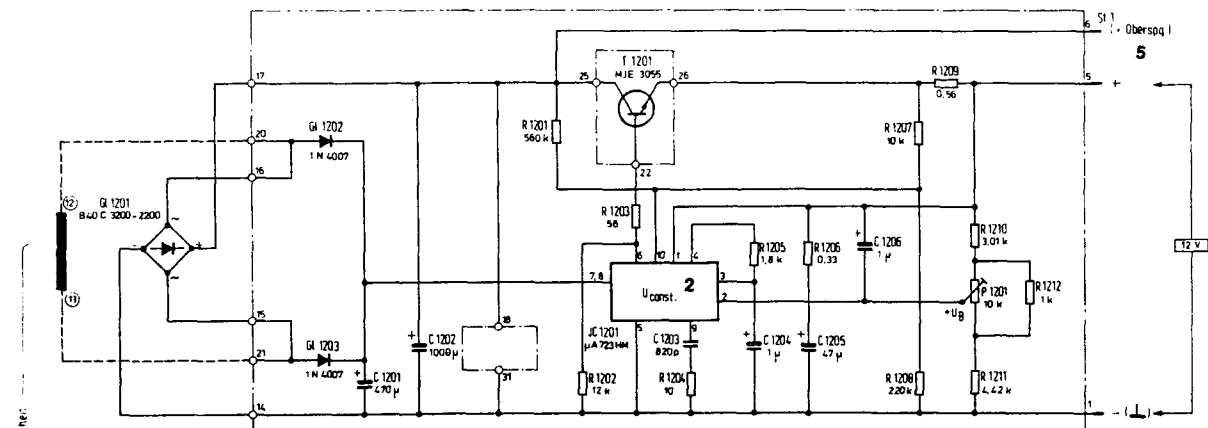 St 1
6
+ Oberspg.)
5
T 1201
MJE 3055
17
25
26
R 1209
0,56
5
+
R 1201
560 k
R 1207
10 k
20
Gl 1202
1 N 4007
16
22
12
Gl 1201
B40 C 3200-2200
~
-
+
~
13
R 1203
56
6
10
1
4
R 1205
1,8 k
R 1206
0,33
+
C 1206
1 µ
R 1210
3,01 k
12 V
7, 8
2
Uconst.
3
2
P 1201
10 k
R 1212
1 k
+UB
15
18
JC 1201
µA 723 HM
5
9
C 1203
820 p
+
C 1204
1 µ
+
C 1205
47 µ
21
Gl 1203
1 N 4007
+
C 1202
1000 µ
31
+
C 1201
470 µ
R 1202
12 k
R 1204
10
R 1208
220 k
R 1211
4,42 k
14
1
- (⊥)